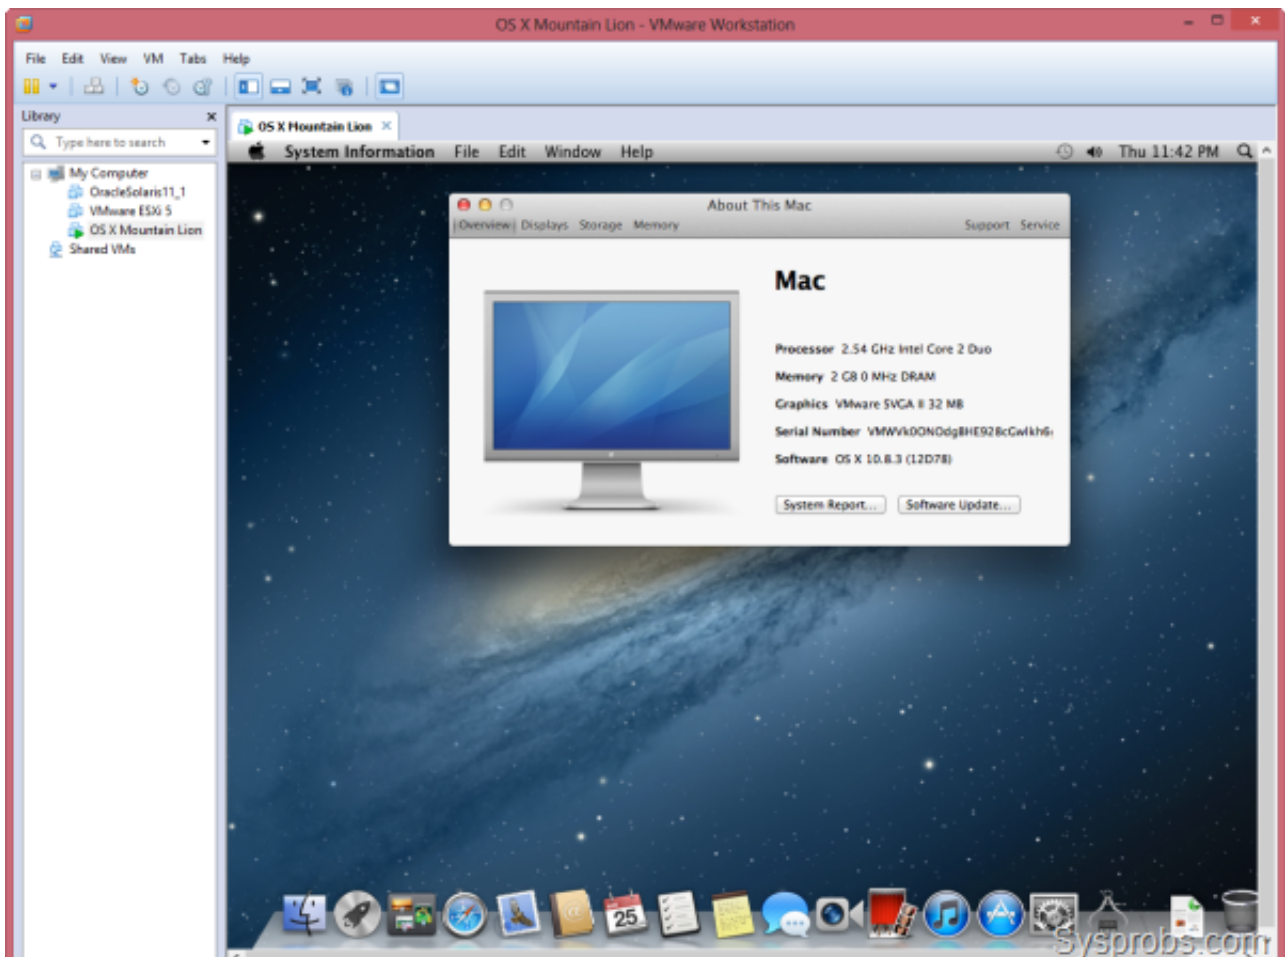 OS X Mountain Lion - VMware Workstation
File Edit View VM Tabs Help
Library
Type here to search
My Computer
OracleSolaris11_1
VMware ESXi 5
OS X Mountain Lion
Shared VMs
OS X Mountain Lion
System Information File Edit Window Help
Thu 11:42 PM
About This Mac
Overview Displays Storage Memory
Support Service
Mac
Processor 2.54 GHz Intel Core 2 Duo
Memory 2 GB 0 MHz DRAM
Graphics VMware SVGA II 32 MB
Serial Number
Software OS X 10.8.3 (12D78)
System Report... Software Update...
25
Sysprobs.com